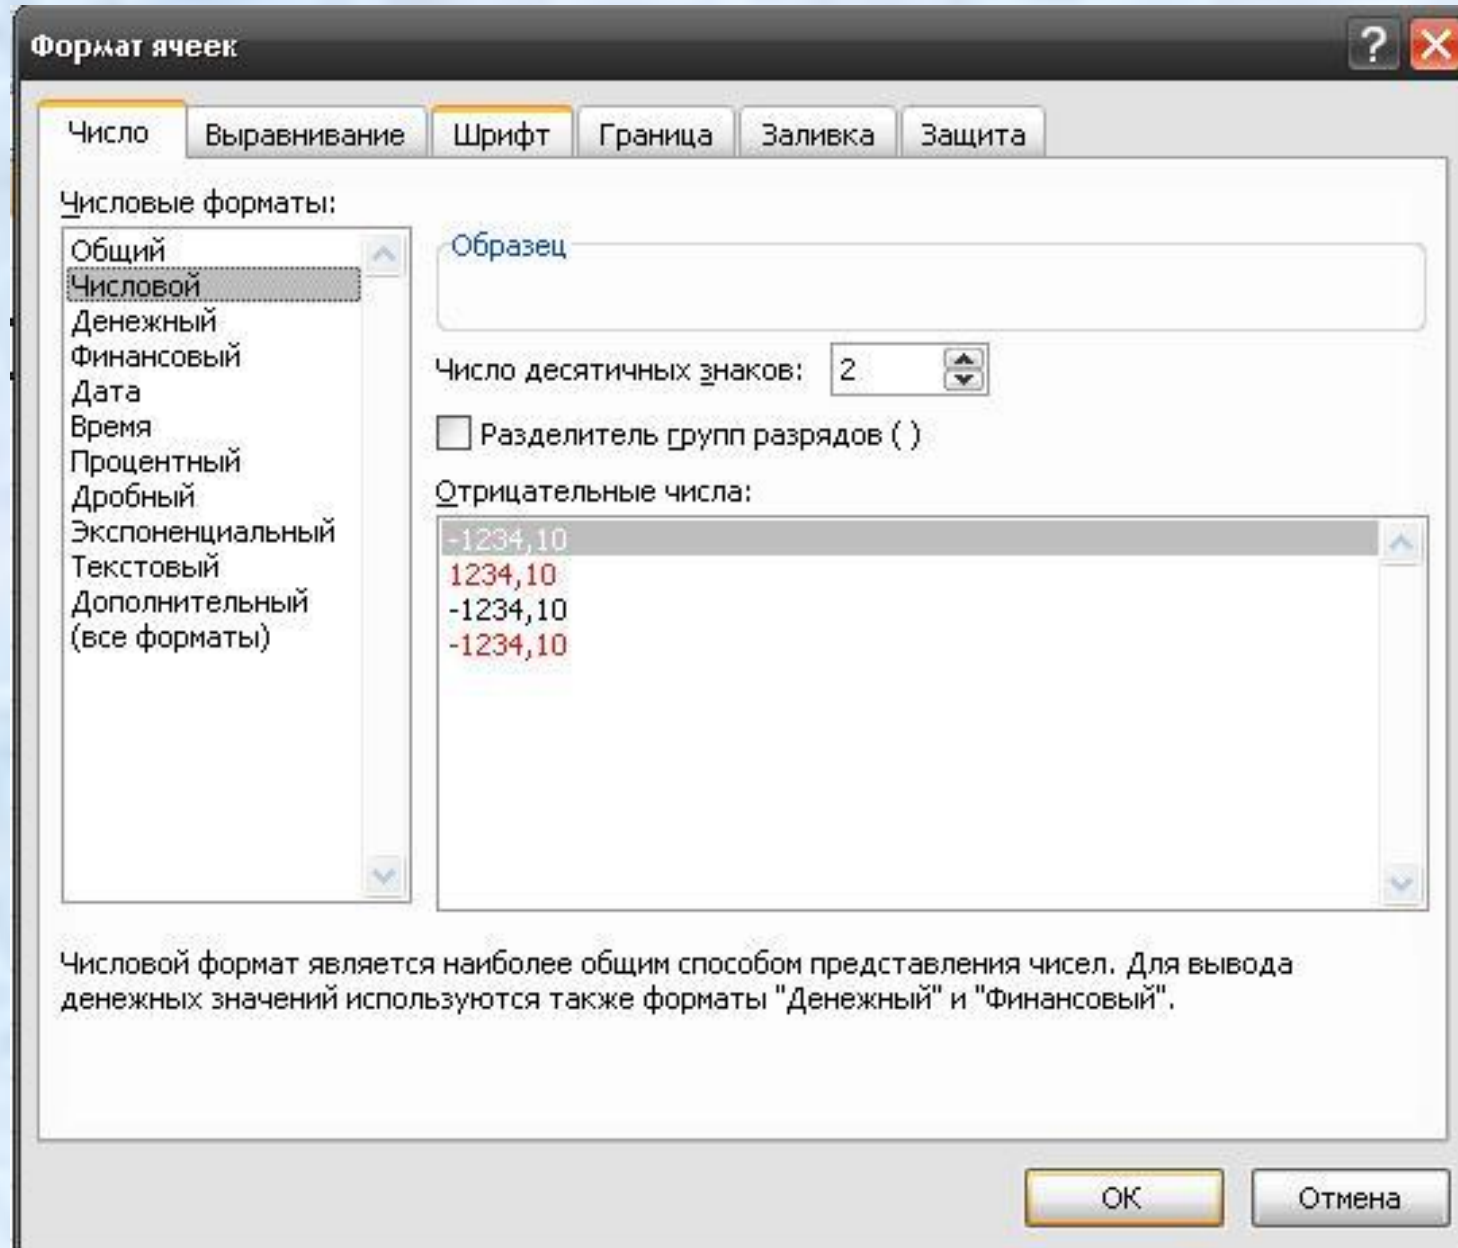 Формат ячеек
Число Выравнивание Шрифт Граница Заливка Защита
Числовые форматы:
Общий
Числовой
Денежный
Финансовый
Дата
Время
Процентный
Дробный
Экспоненциальный
Текстовый
Дополнительный
(все форматы)
Образец
Число десятичных знаков: 2
Разделитель групп разрядов ( )
Отрицательные числа:
-1234,10
1234,10
-1234,10
-1234,10
Числовой формат является наиболее общим способом представления чисел. Для вывода
денежных значений используются также форматы "Денежный" и "Финансовый".
ОК Отмена